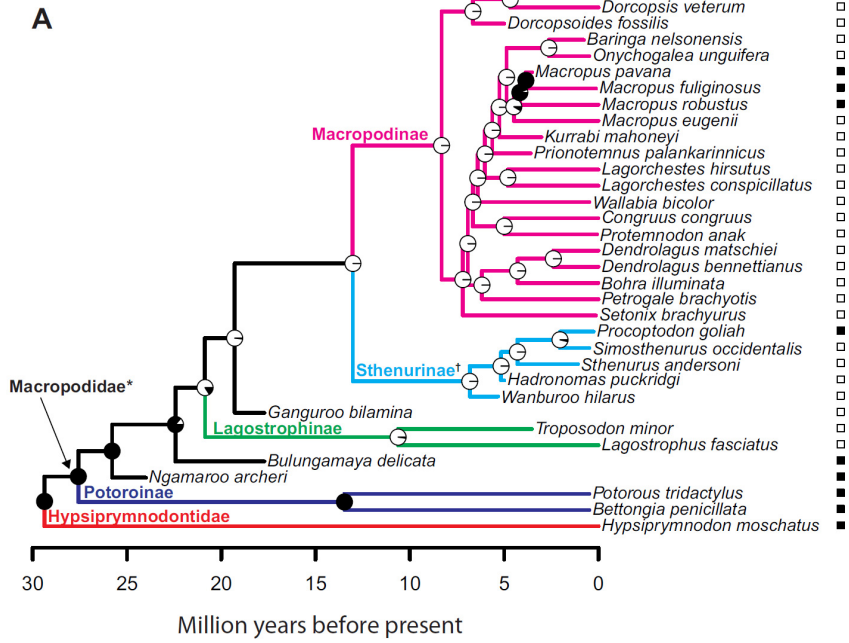 A
Dorcopsis veterum
Dorcopsoides fossilis
Baringa nelsonensis
Onychogalea unguifera
Macropus pavana
Macropus fuliginosus
Macropodinae
Macropus robustus
Macropus eugenii
Kurrabi mahoneyi
Prionotemnus palankarinnicus
Lagorchestes hirsutus
Lagorchestes conspicillatus
Wallabia bicolor
Congruus congruus
Protemnodon anak
Dendrolagus matschiei
Dendrolagus bennettianus
Bohra illuminata
Petrogale brachyotis
Setonix brachyurus
Procoptodon goliah
Simosthenurus occidentalis
Sthenurinae†
Sthenurus andersoni
Hadronomas puckridgi
Macropodidae*
Wanburoo hilarus
Ganguroo bilamina
Lagostrophinae
Troposodon minor
Lagostrophus fasciatus
Bulungamaya delicata
Ngamaroo archeri
Potoroinae
Potorous tridactylus
Bettongia penicillata
Hypsiprymnodontidae
Hypsiprymnodon moschatus
30 25 20 15 10 5 0
Million years before present